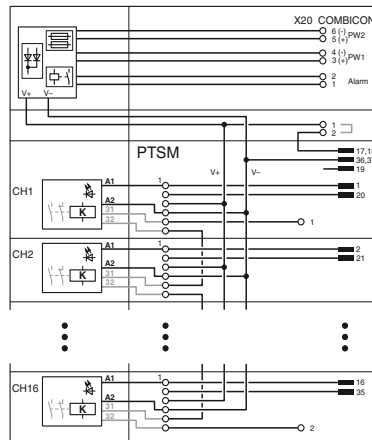 X20 COMBICON
6 (-)
5 (+) PW2
4 (-)
3 (+) PW1
2
1 Alarm
V+ V–
1
2
PTSM
17,18
36,37
19
V+ V–
CH1
A1
A2
31
32
K
1
1
20
1
CH2
A1
A2
31
32
K
1
2
21
CH16
A1
A2
31
32
K
1
16
35
2